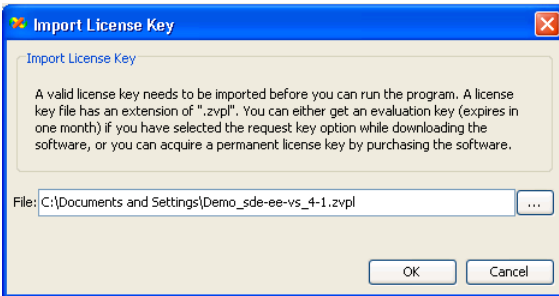 Import License Key
Import License Key
A valid license key needs to be imported before you can run the program. A license
key file has an extension of ".zvpl". You can either get an evaluation key (expires in
one month) if you have selected the request key option while downloading the
software, or you can acquire a permanent license key by purchasing the software.
File: C:\Documents and Settings\Demo_sde-ee-vs_4-1.zvpl ...
OK Cancel